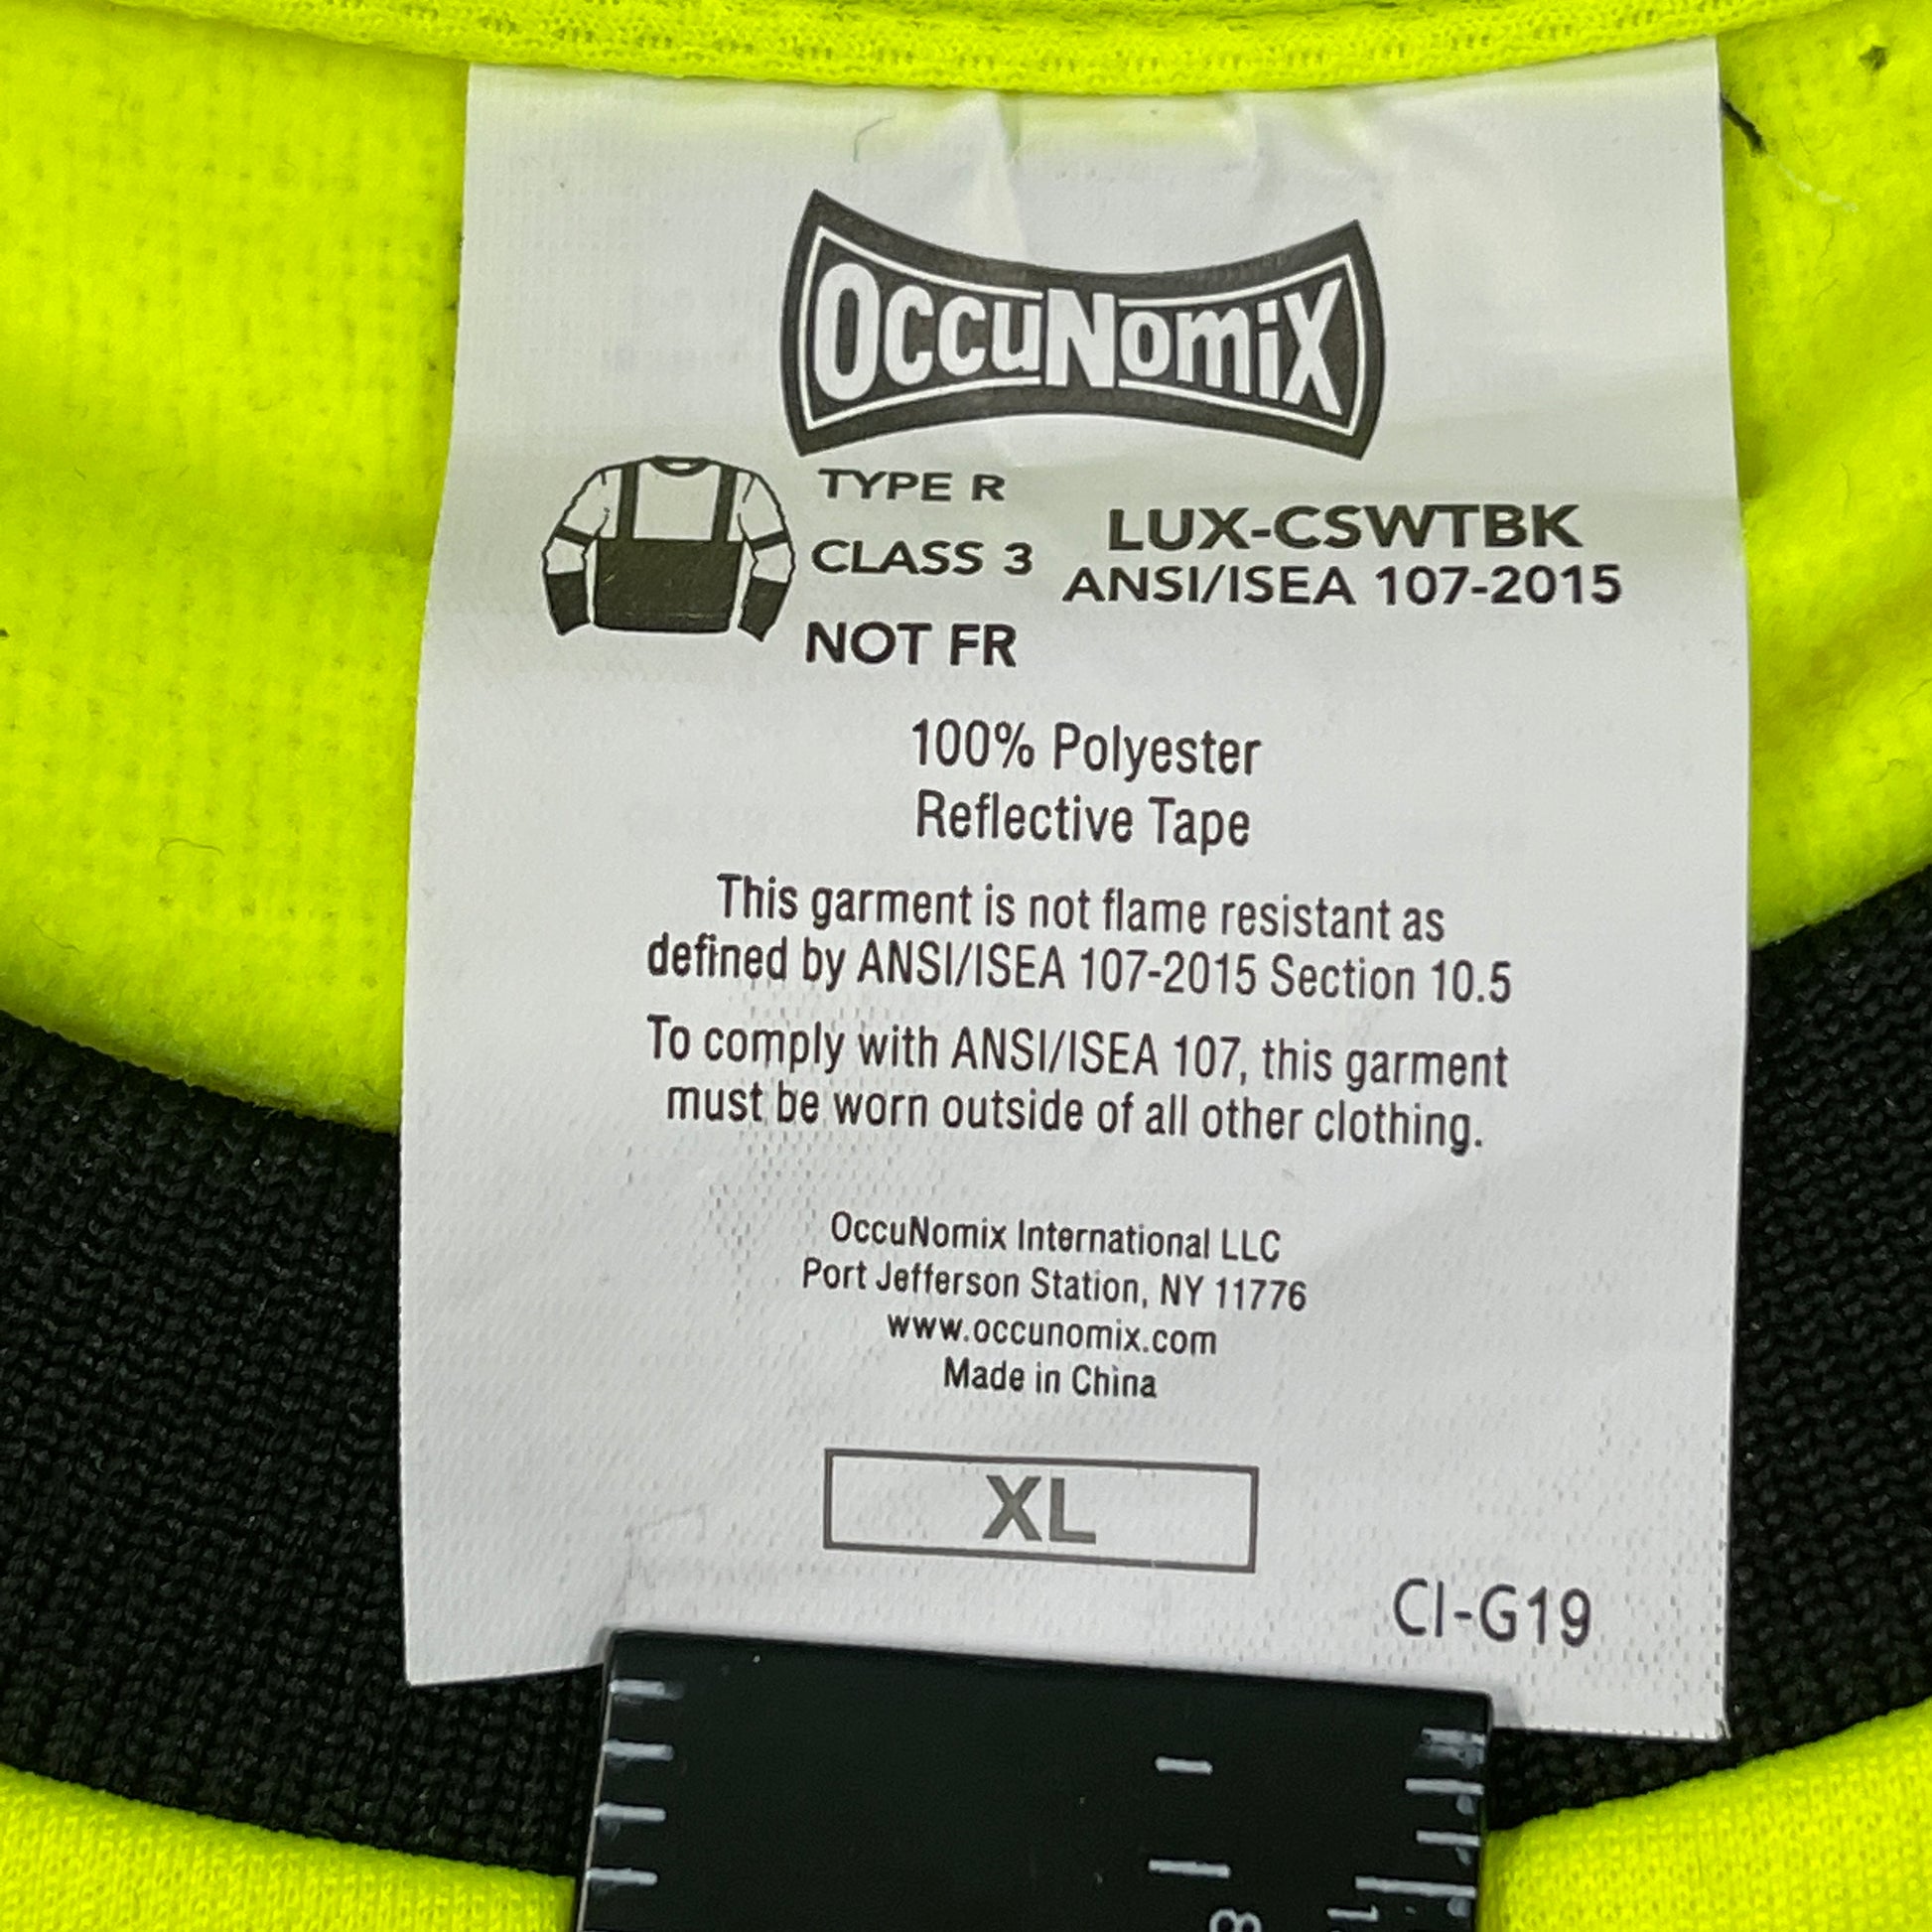 OccuNomiX
TYPE R
CLASS 3
NOT FR
LUX-CSWTBK
ANSI/ISEA 107-2015
100% Polyester
Reflective Tape
This garment is not flame resistant as
defined by ANSI/ISEA 107-2015 Section 10.5
To comply with ANSI/ISEA 107, this garment
must be worn outside of all other clothing.
OccuNomix International LLC
Port Jefferson Station, NY 11776
www.occunomix.com
Made in China
XL
CI-G19
8